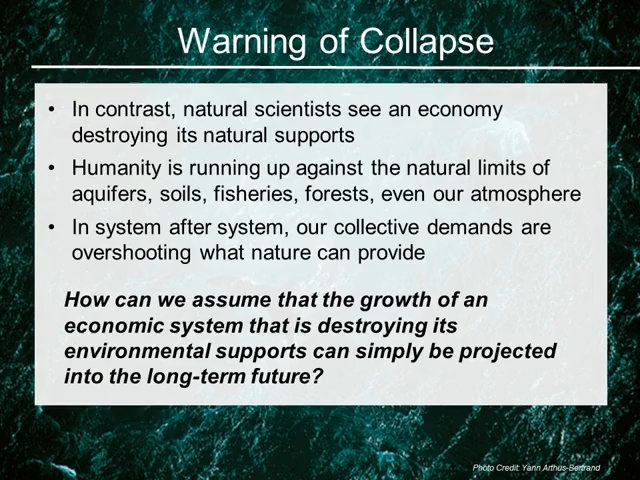 Warning of Collapse
• In contrast, natural scientists see an economy
destroying its natural supports
• Humanity is running up against the natural limits of
aquifers, soils, fisheries, forests, even our atmosphere
• In system after system, our collective demands are
overshooting what nature can provide
How can we assume that the growth of an
economic system that is destroying its
environmental supports can simply be projected
into the long-term future?
Photo Credit: Yann Arthus-Bertrand